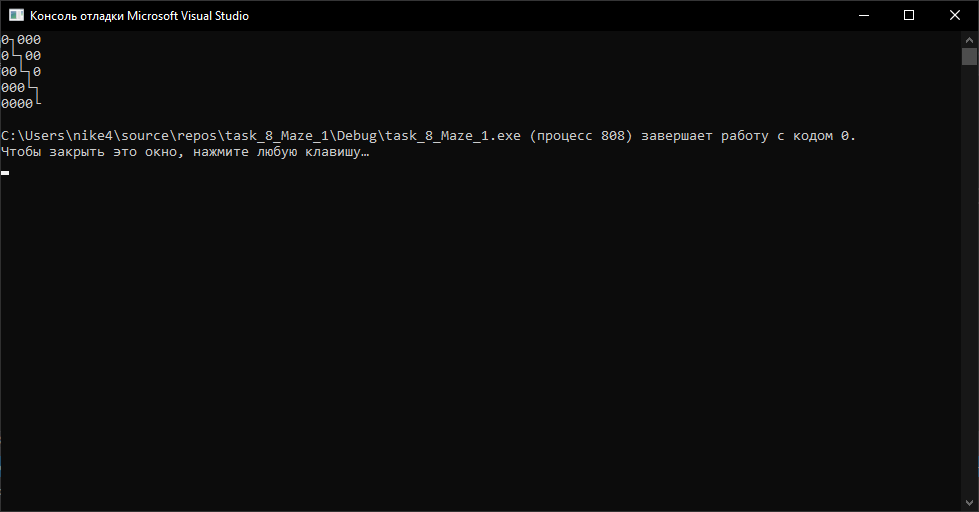 Консоль отладки Microsoft Visual Studio
0┐000
0└┐00
00└┐0
000└┐
0000└
C:\Users\nike4\source\repos\task_8_Maze_1\Debug\task_8_Maze_1.exe (процесс 808) завершает работу с кодом 0.
Чтобы закрыть это окно, нажмите любую клавишу…